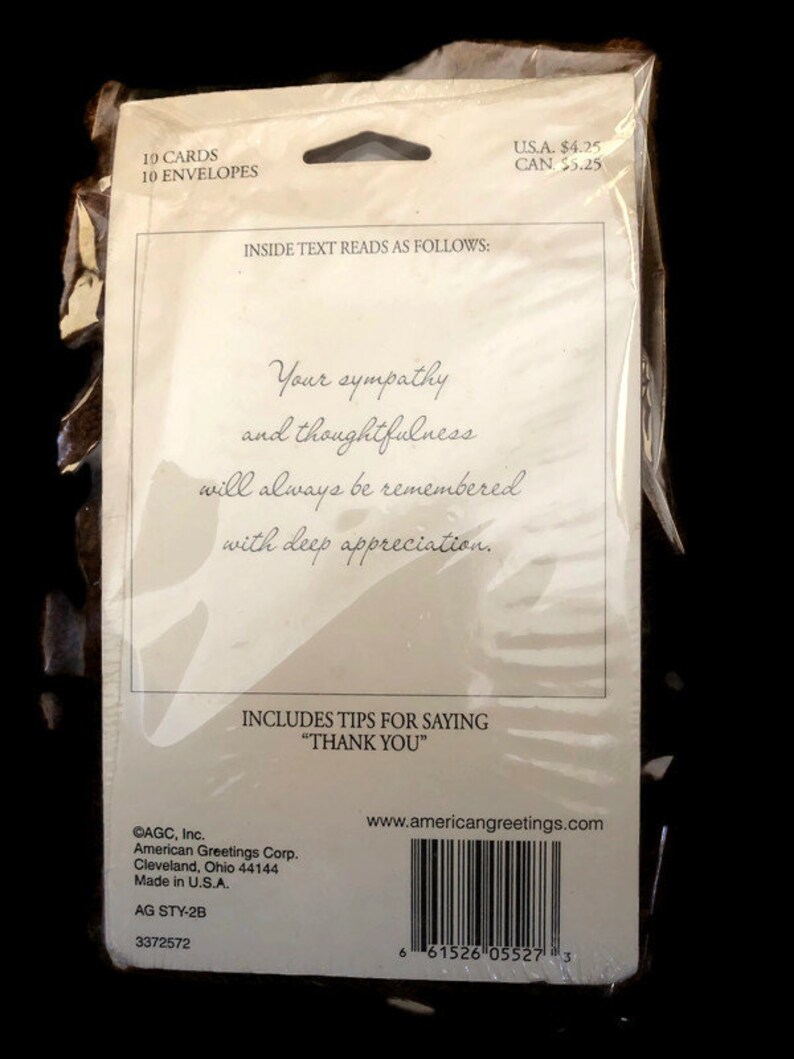 10 CARDS
10 ENVELOPES
U.S.A. $4.25
CAN. $5.25
INSIDE TEXT READS AS FOLLOWS:
Your sympathy
and thoughtfulness
will always be remembered
with deep appreciation.
INCLUDES TIPS FOR SAYING
“THANK YOU”
www.americangreetings.com
©AGC, Inc.
American Greetings Corp.
Cleveland, Ohio 44144
Made in U.S.A.
AG STY-2B
3372572
6 61526 05527 3